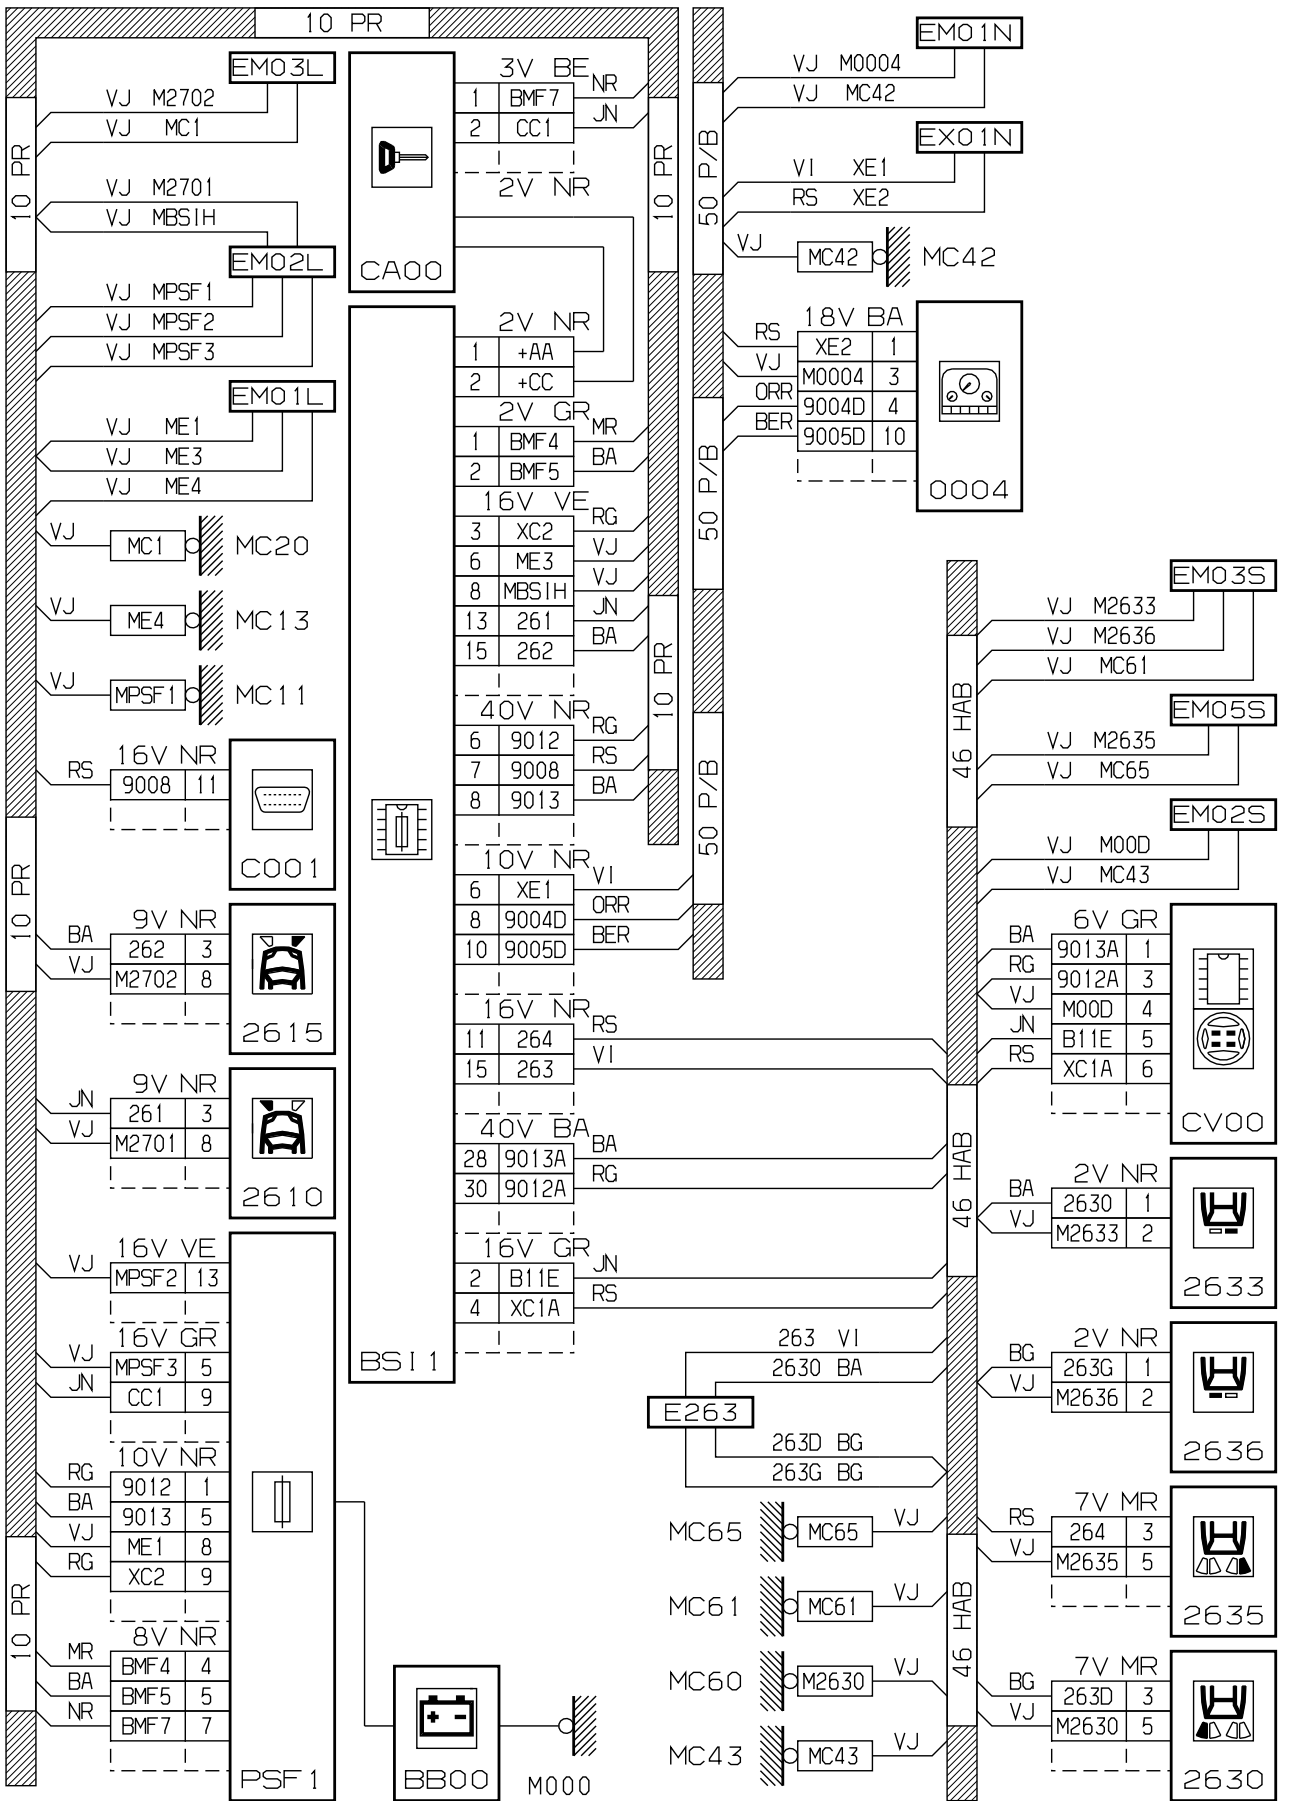 10 PR
EM03L
VJ M2702
VJ MC1
10 PR
VJ M2701
VJ MBSIH
EM02L
VJ MPSF1
VJ MPSF2
VJ MPSF3
EM01L
VJ ME1
VJ ME3
VJ ME4
VJ MC1 MC20
VJ ME4 MC13
VJ MPSF1 MC11
16V NR
RS 9008 11
C001
10 PR
9V NR
BA 262 3
VJ M2702 8
2615
9V NR
JN 261 3
VJ M2701 8
2610
16V VE
VJ MPSF2 13
16V GR
VJ MPSF3 5
JN CC1 9
10V NR
RG 9012 1
BA 9013 5
VJ ME1 8
RG XC2 9
10 PR
8V NR
MR BMF4 4
BA BMF5 5
NR BMF7 7
PSF1
CA00
3V BE
1 BMF7 NR
2 CC1 JN
2V NR
10 PR
BSI1
2V NR
1 +AA
2 +CC
2V GR
1 BMF4 MR
2 BMF5 BA
16V VE
3 XC2 RG
6 ME3 VJ
8 MBSIH VJ
13 261 JN
15 262 BA
10 PR
40V NR
6 9012 RG
7 9008 RS
8 9013 BA
10V NR
6 XE1 VI
8 9004D ORR
10 9005D BER
16V NR
11 264 RS
15 263 VI
40V BA
28 9013A BA
30 9012A RG
16V GR
2 B11E JN
4 XC1A RS
263 VI
2630 BA
E263
263D BG
263G BG
MC65 MC65 VJ
MC61 MC61 VJ
MC60 M2630 VJ
MC43 MC43 VJ
BB00
M000
EM01N
VJ M0004
VJ MC42
50 P/B
EX01N
VI XE1
RS XE2
VJ MC42 MC42
18V BA
RS XE2 1
VJ M0004 3
ORR 9004D 4
BER 9005D 10
0004
50 P/B
50 P/B
EM03S
VJ M2633
VJ M2636
VJ MC61
46 HAB
EM05S
VJ M2635
VJ MC65
EM02S
VJ M00D
VJ MC43
6V GR
BA 9013A 1
RG 9012A 3
VJ M00D 4
JN B11E 5
RS XC1A 6
CV00
46 HAB
2V NR
BA 2630 1
VJ M2633 2
2633
2V NR
BG 263G 1
VJ M2636 2
2636
7V MR
RS 264 3
VJ M2635 5
2635
46 HAB
7V MR
BG 263D 3
VJ M2630 5
2630